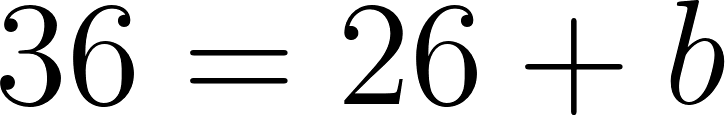 36 = 26 + b